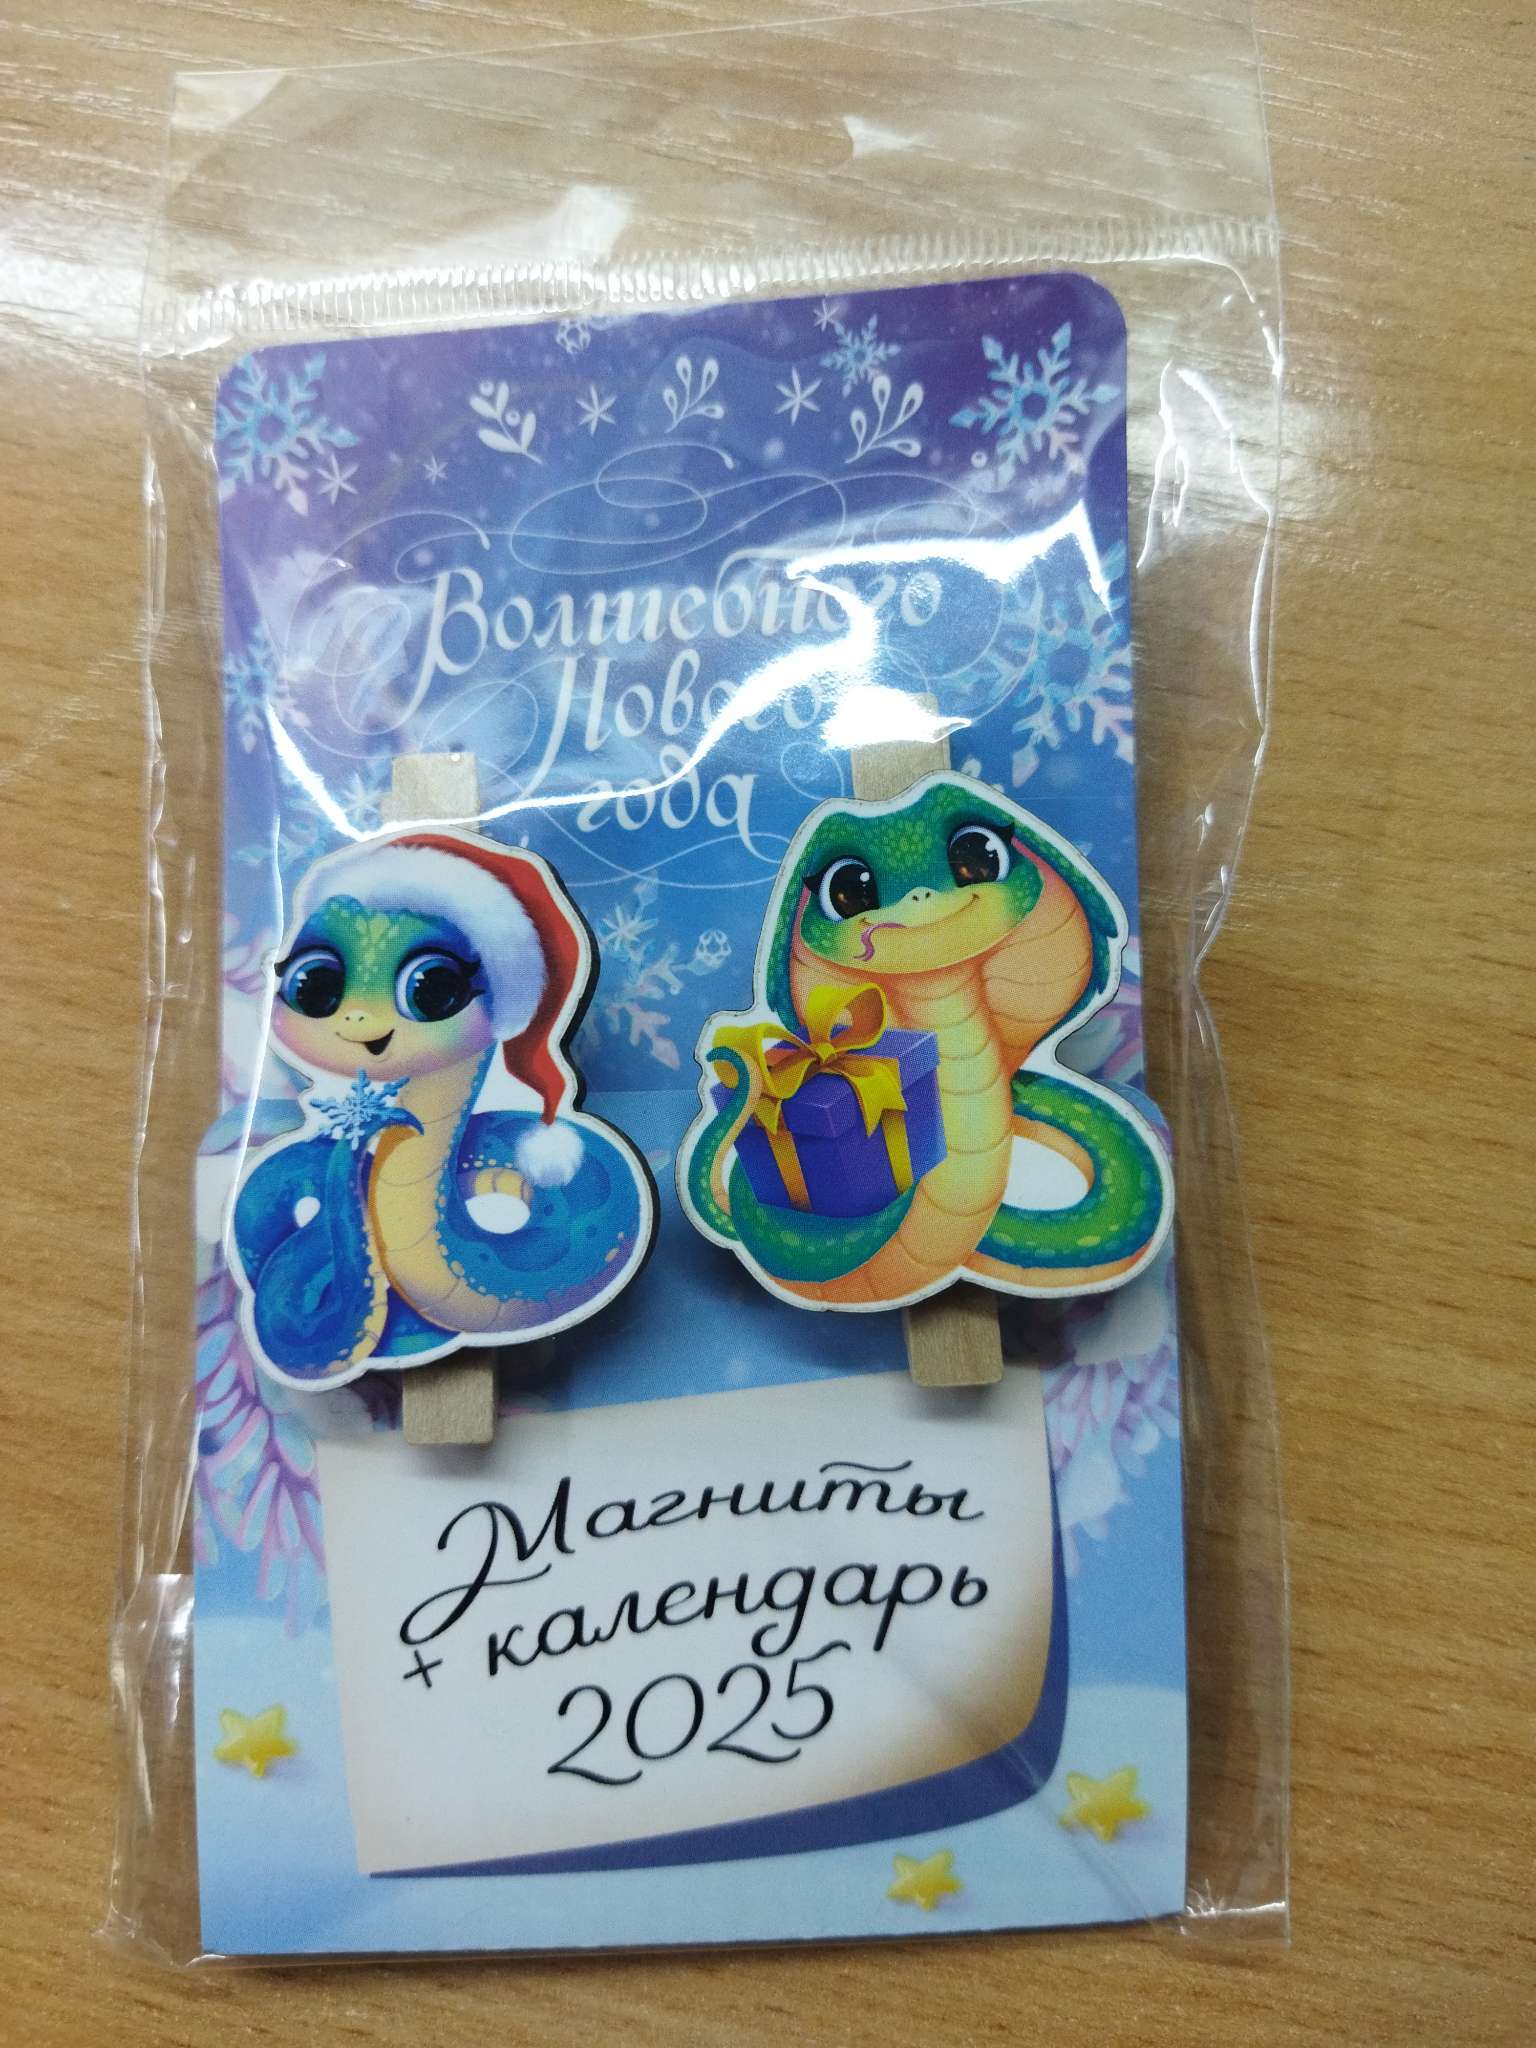 Волшебного
Нового
года
Магниты
+ календарь
2025